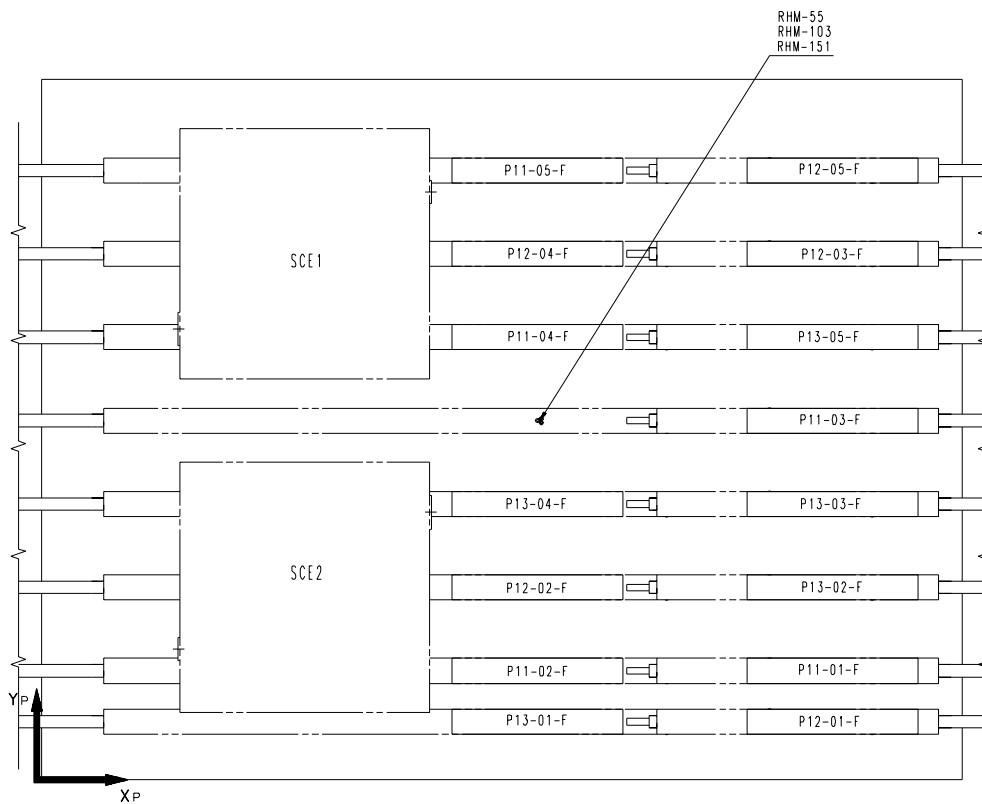 RHM-55
RHM-103
RHM-151
P11-05-F
P12-05-F
SCE1
P12-04-F
P12-03-F
P11-04-F
P13-05-F
P11-03-F
P13-04-F
P13-03-F
SCE2
P12-02-F
P13-02-F
P11-02-F
P11-01-F
YP
P13-01-F
P12-01-F
XP